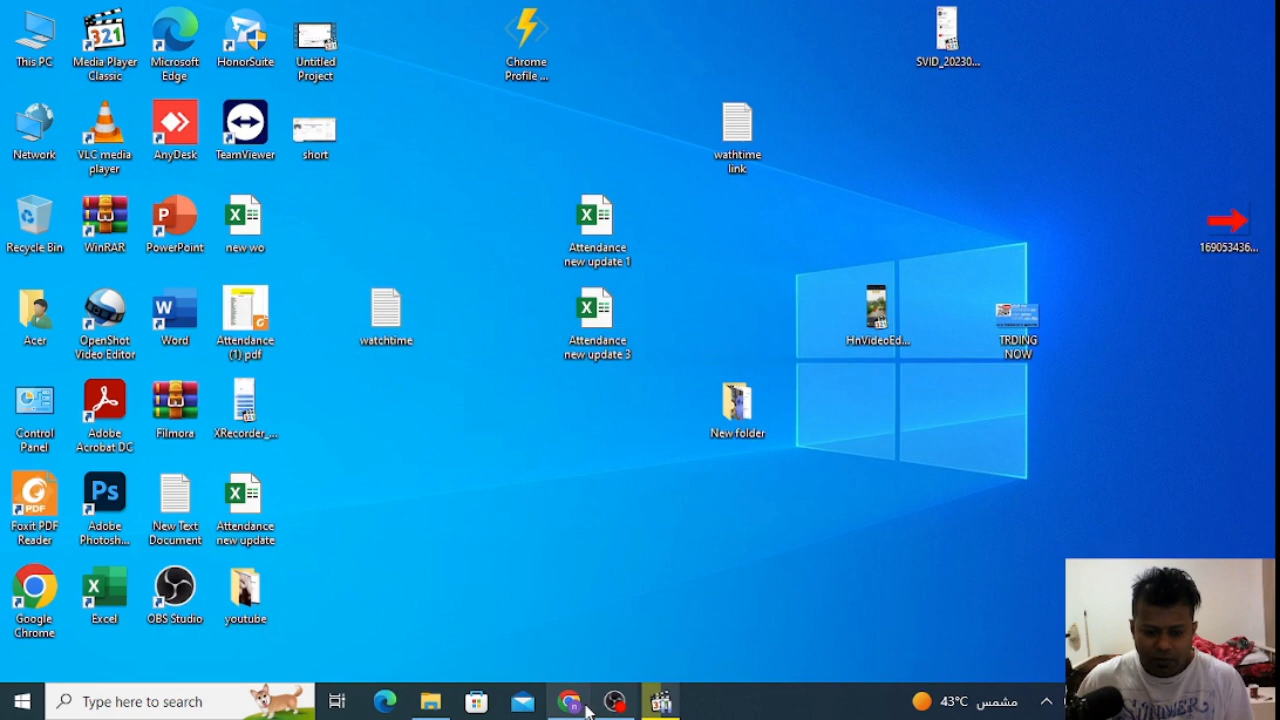 This PC
Media Player
Classic
Microsoft
Edge
HonorSuite
Untitled
Project
Chrome
Profile ...
SVID_20230...
Network
VLC media
player
AnyDesk
TeamViewer
short
wathtime
link
Recycle Bin
WinRAR
PowerPoint
new wo
Attendance
new update 1
169053436...
Acer
OpenShot
Video Editor
Word
Attendance
(1).pdf
watchtime
Attendance
new update 3
HnVideoEd...
TRDING
NOW
Control
Panel
Adobe
Acrobat DC
Filmora
XRecorder_...
New folder
Foxit PDF
Reader
Adobe
Photosh...
New Text
Document
Attendance
new update
Google
Chrome
Excel
OBS Studio
youtube
Type here to search
43°C مشمس
SUMMER